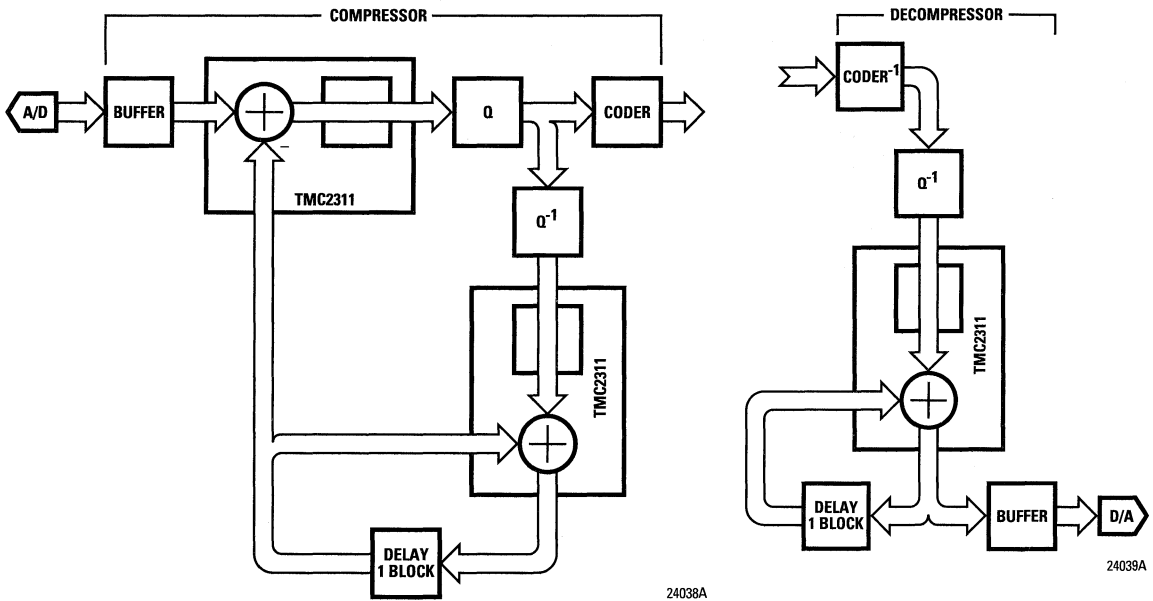 COMPRESSOR
A/D
BUFFER
+
Q
CODER
−
TMC2311
Q-1
TMC2311
+
DELAY
1 BLOCK
24038A
DECOMPRESSOR
CODER-1
Q-1
TMC2311
+
DELAY
1 BLOCK
BUFFER
D/A
24039A